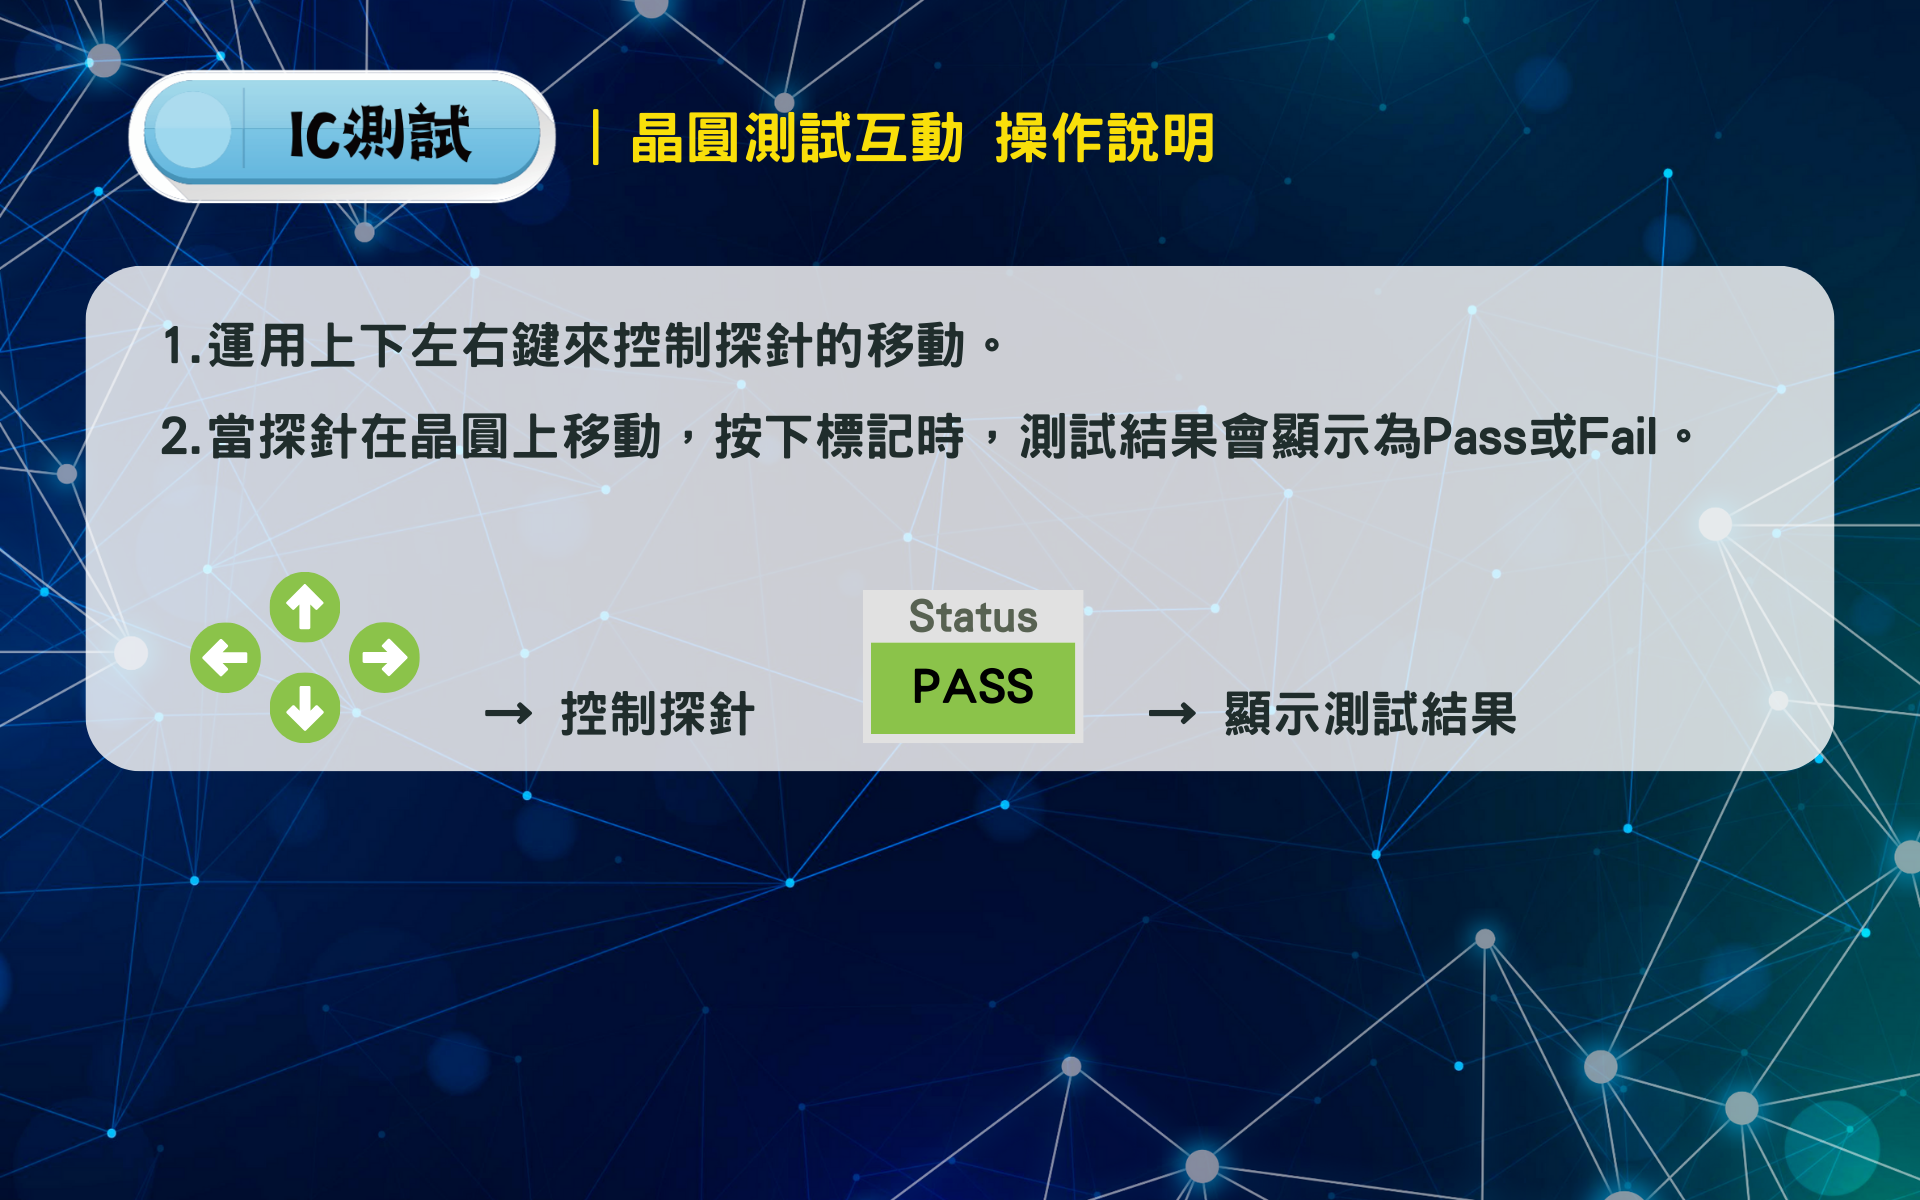 IC測試
| 晶圓測試互動 操作說明
1.運用上下左右鍵來控制探針的移動。
2.當探針在晶圓上移動，按下標記時，測試結果會顯示為Pass或Fail。
Status
PASS
→ 控制探針
→ 顯示測試結果